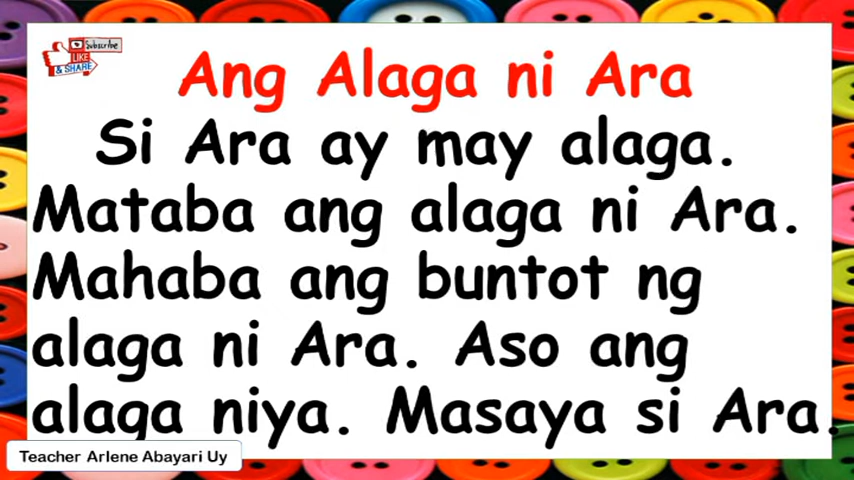 Subscribe
LIKE
& SHARE
Ang Alaga ni Ara
Si Ara ay may alaga.
Mataba ang alaga ni Ara.
Mahaba ang buntot ng
alaga ni Ara. Aso ang
alaga niya. Masaya si Ara.
Teacher Arlene Abayari Uy